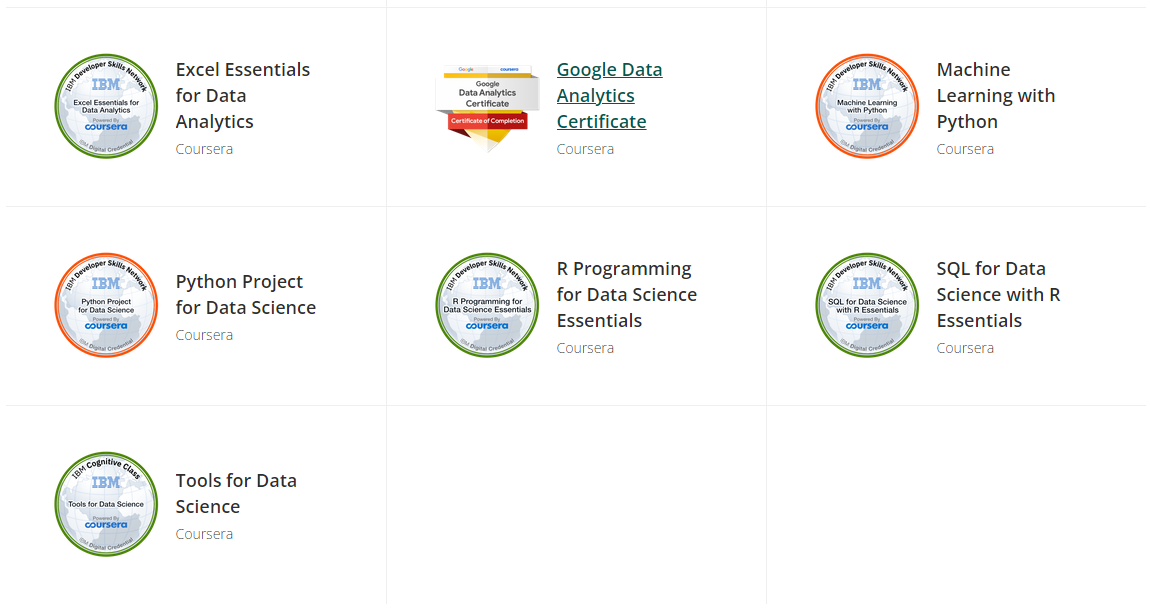 IBM Developer Skills Network
IBM
Excel Essentials for
Data Analytics
Powered By
coursera
IBM Digital Credential
Excel Essentials
for Data
Analytics
Coursera
Google
coursera
Google
Data Analytics
Certificate
Certificate of Completion
Google Data
Analytics
Certificate
Coursera
IBM Developer Skills Network
IBM
Machine Learning
with Python
Powered By
coursera
IBM Digital Credential
Machine
Learning with
Python
Coursera
IBM Developer Skills Network
IBM
Python Project
for Data Science
Powered By
coursera
IBM Digital Credential
Python Project
for Data Science
Coursera
IBM Developer Skills Network
IBM
R Programming for
Data Science Essentials
Powered By
coursera
IBM Digital Credential
R Programming
for Data Science
Essentials
Coursera
IBM Developer Skills Network
IBM
SQL for Data Science
with R Essentials
Powered By
coursera
IBM Digital Credential
SQL for Data
Science with R
Essentials
Coursera
IBM Cognitive Class
IBM
Tools for Data Science
Powered By
coursera
IBM Digital Credential
Tools for Data
Science
Coursera